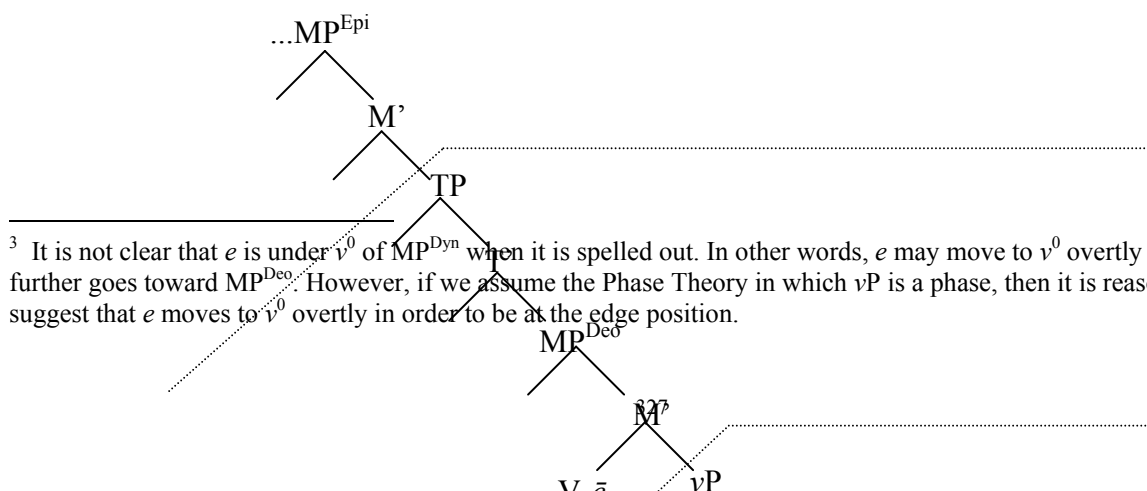 ...MP^Epi
M’
TP
³ It is not clear that e is under v⁰ of MP^Dyn when it is spelled out. In other words, e may move to v⁰ overtly
T’
further goes toward MP^Deo. However, if we assume the Phase Theory in which vP is a phase, then it is
suggest that e moves to v⁰ overtly in order to be at the edge position.
MP^Deo
327
M’
vP